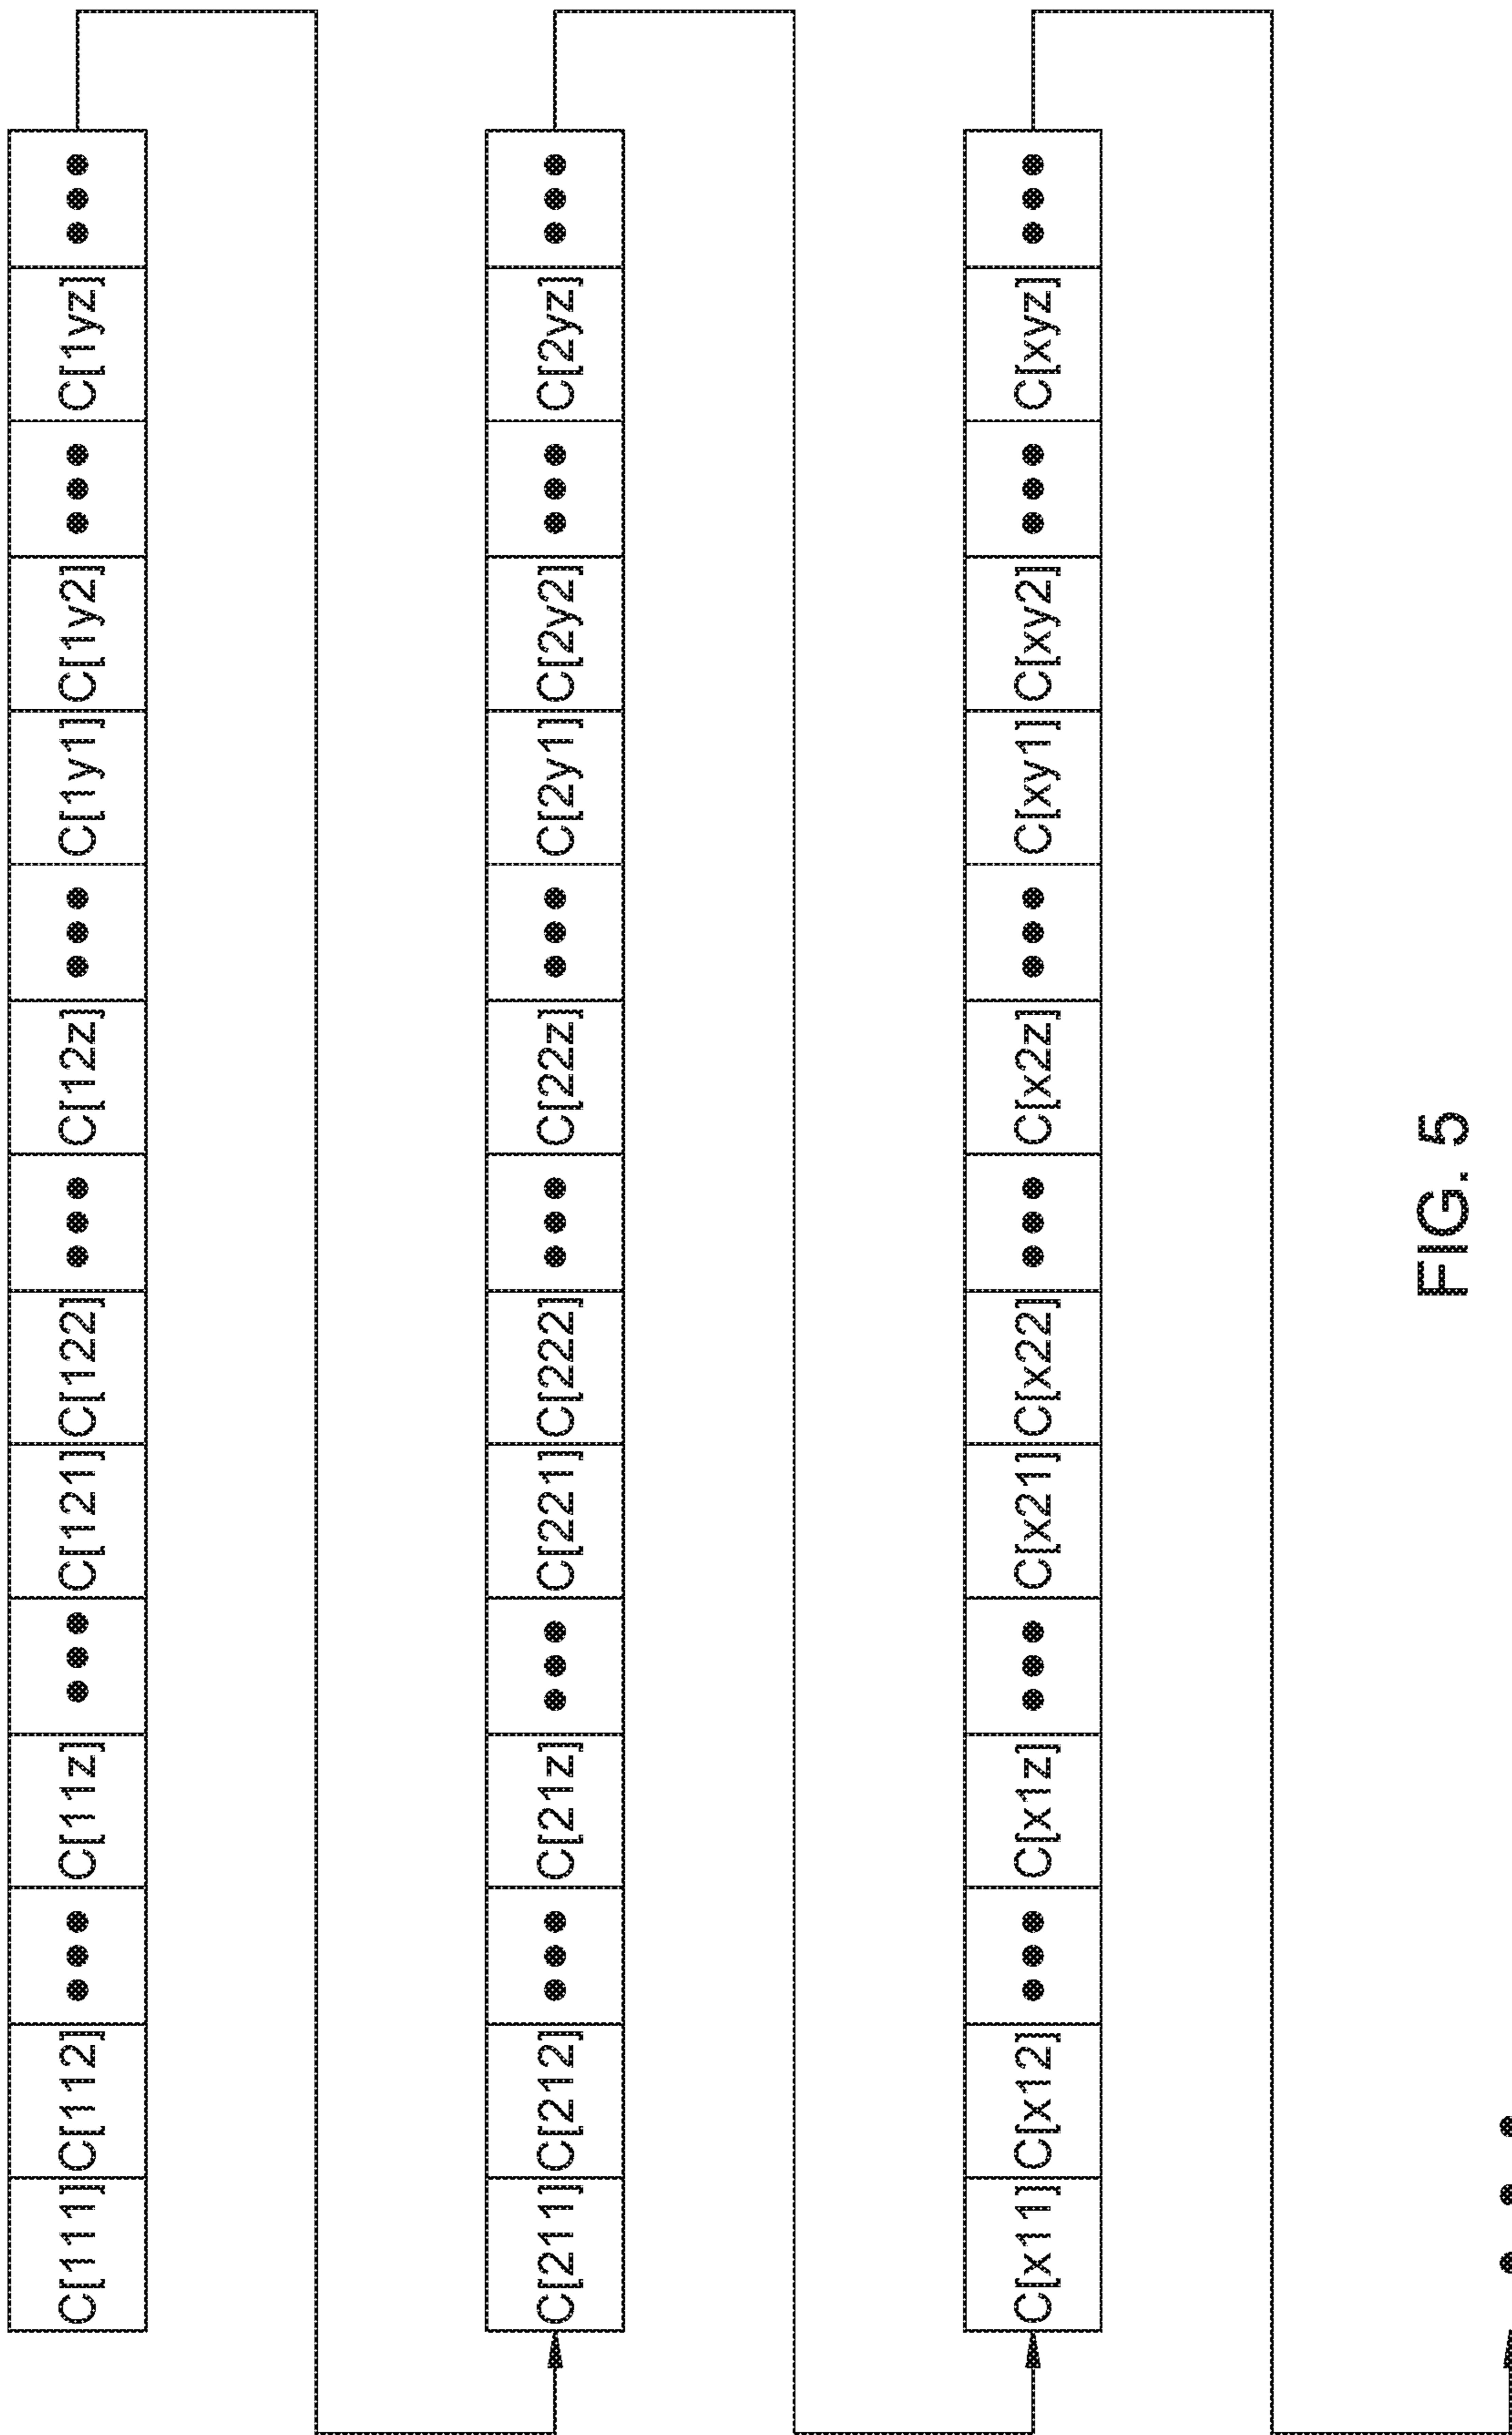 C[111] C[112] ••• C[11z] ••• C[121] C[122] ••• C[12z] ••• C[1y1] C[1y2] ••• C[1yz] •••
C[211] C[212] ••• C[21z] ••• C[221] C[222] ••• C[22z] ••• C[2y1] C[2y2] ••• C[2yz] •••
C[x11] C[x12] ••• C[x1z] ••• C[x21] C[x22] ••• C[x2z] ••• C[xy1] C[xy2] ••• C[xyz] •••
•••
FIG. 5